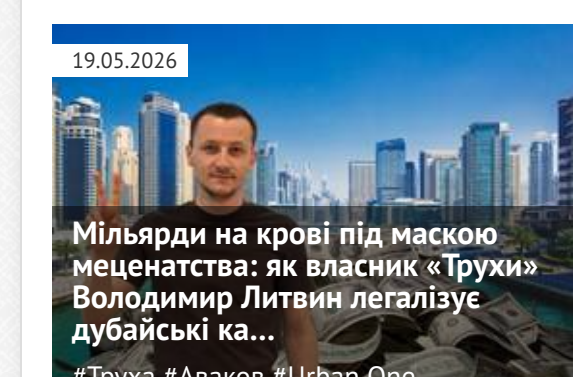 19.05.2026
Мільярди на крові під маскою
меценатства: як власник «Трухи»
Володимир Литвин легалізує
дубайські ка...
#Труха #Аваков #Urban One